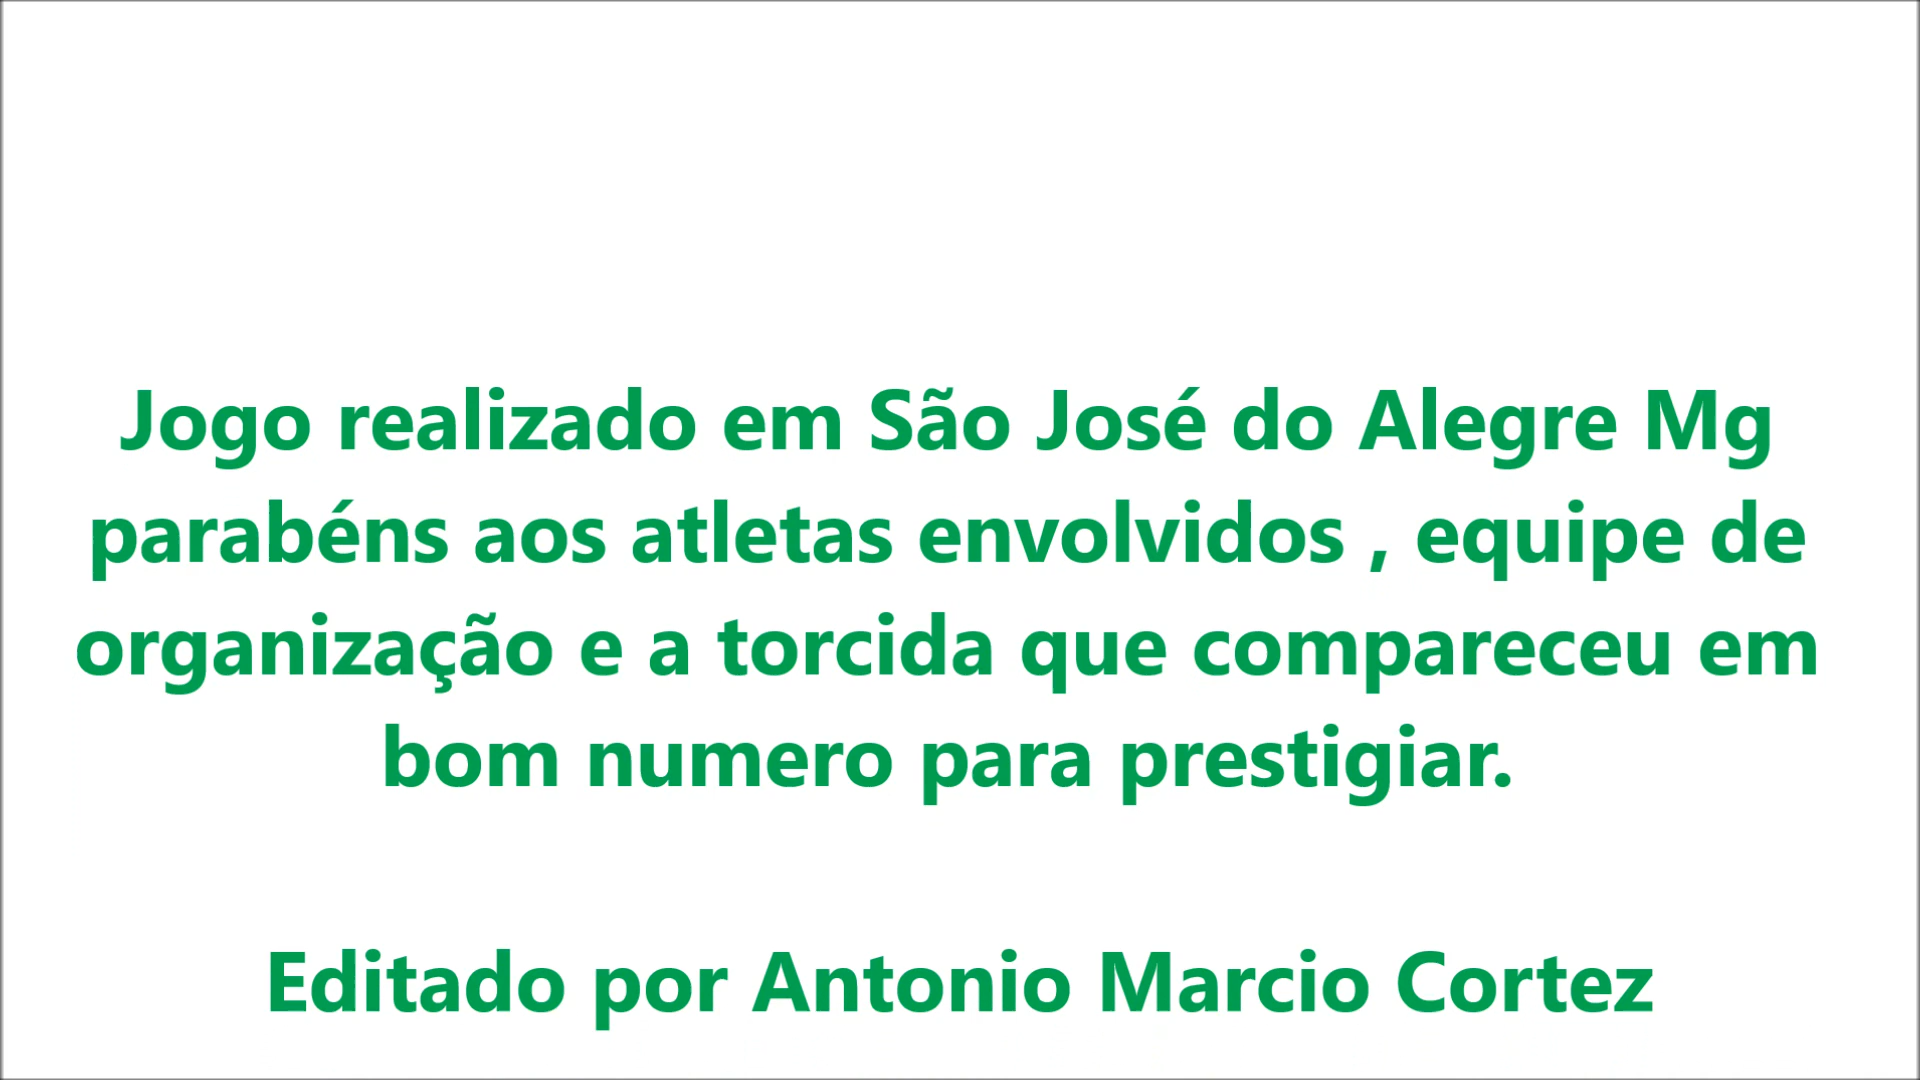 Jogo realizado em São José do Alegre Mg
parabéns aos atletas envolvidos , equipe de
organização e a torcida que compareceu em
bom numero para prestigiar.
Editado por Antonio Marcio Cortez